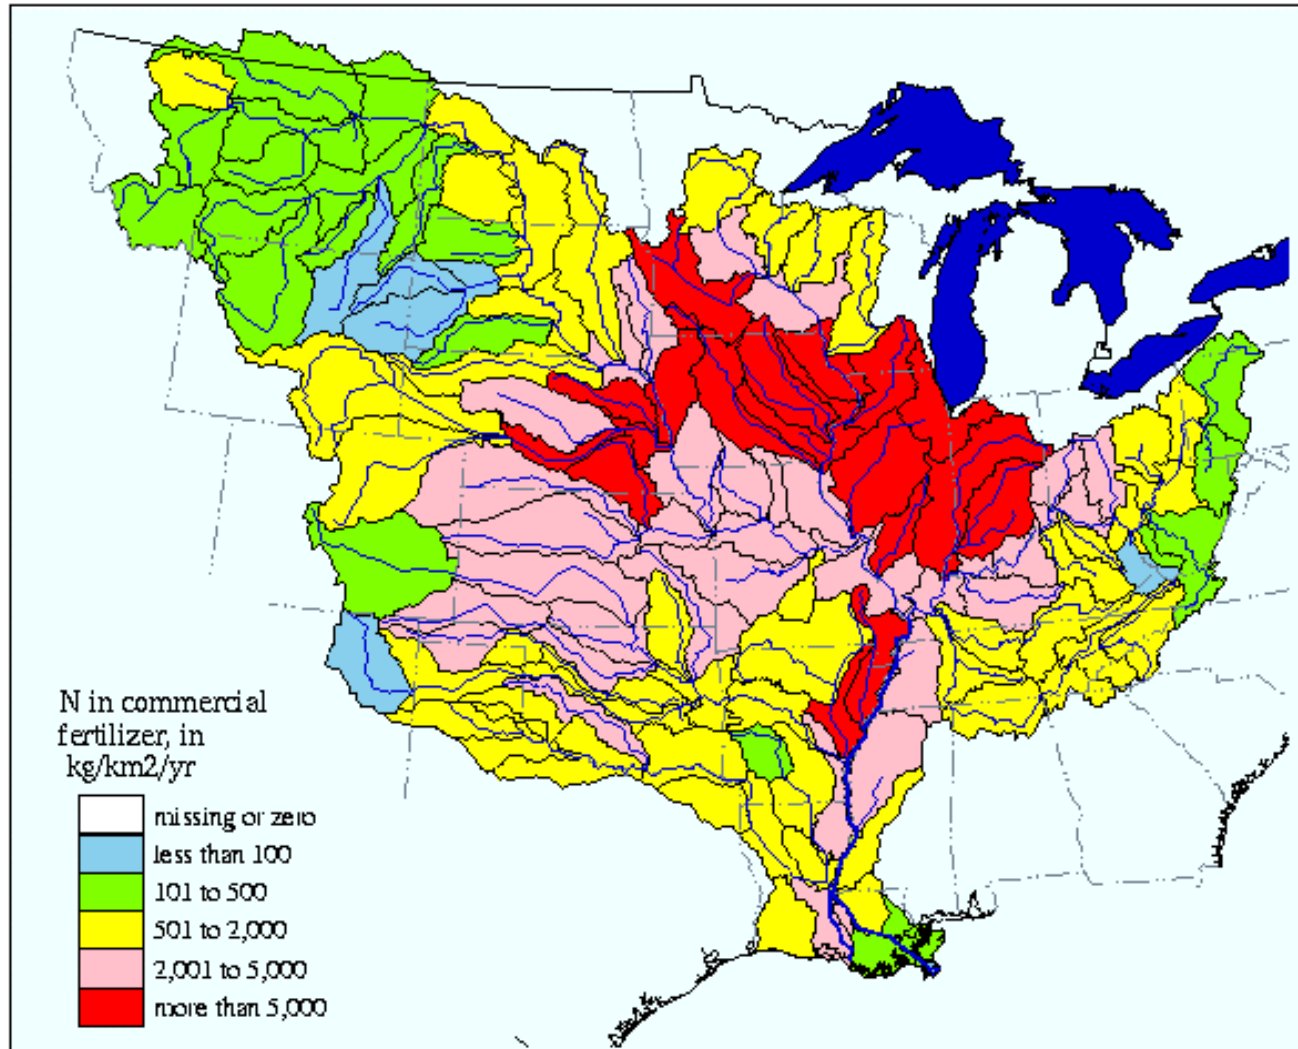 N in commercial
fertilizer, in
kg/km2/yr
missing or zero
less than 100
101 to 500
501 to 2,000
2,001 to 5,000
more than 5,000